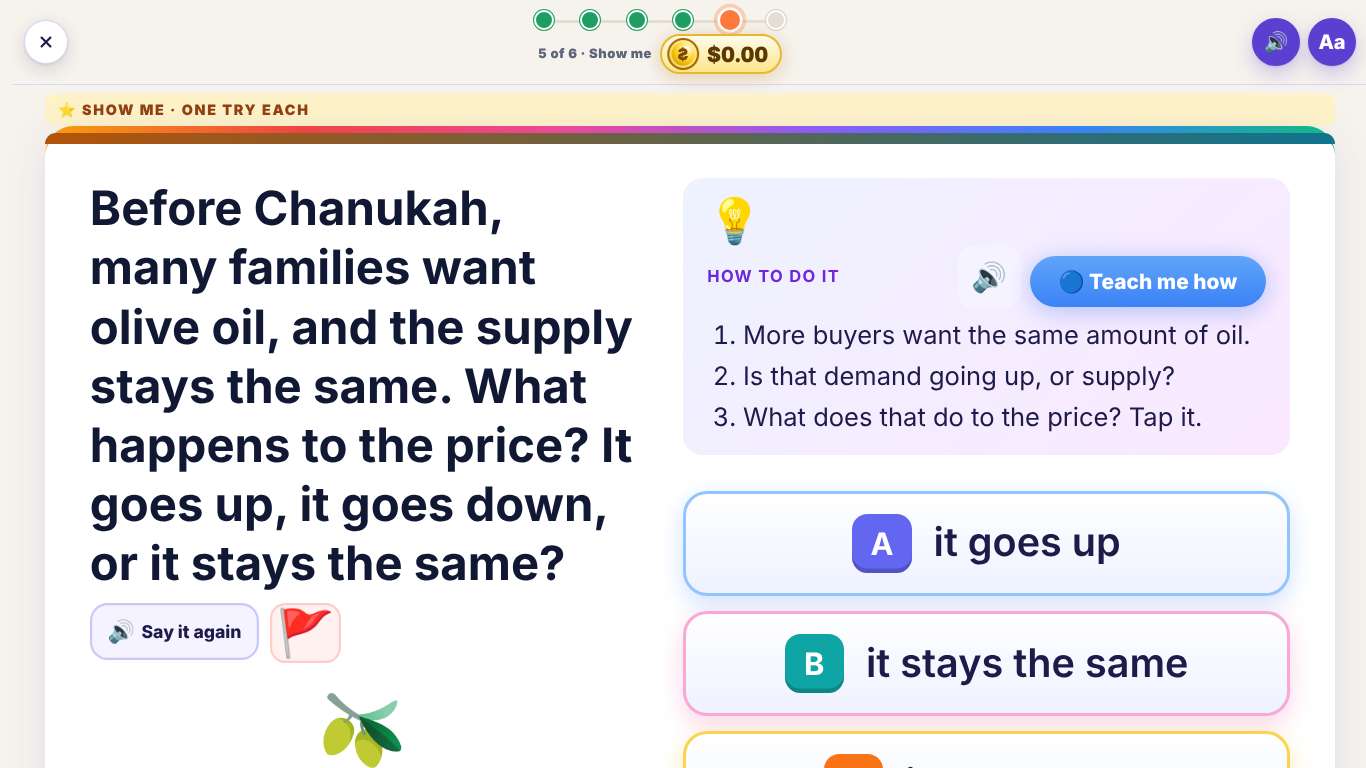 5 of 6 · Show me
$0.00
Aa
SHOW ME · ONE TRY EACH
Before Chanukah,
many families want
olive oil, and the supply
stays the same. What
happens to the price? It
goes up, it goes down,
or it stays the same?
Say it again
HOW TO DO IT
Teach me how
1. More buyers want the same amount of oil.
2. Is that demand going up, or supply?
3. What does that do to the price? Tap it.
A it goes up
B it stays the same